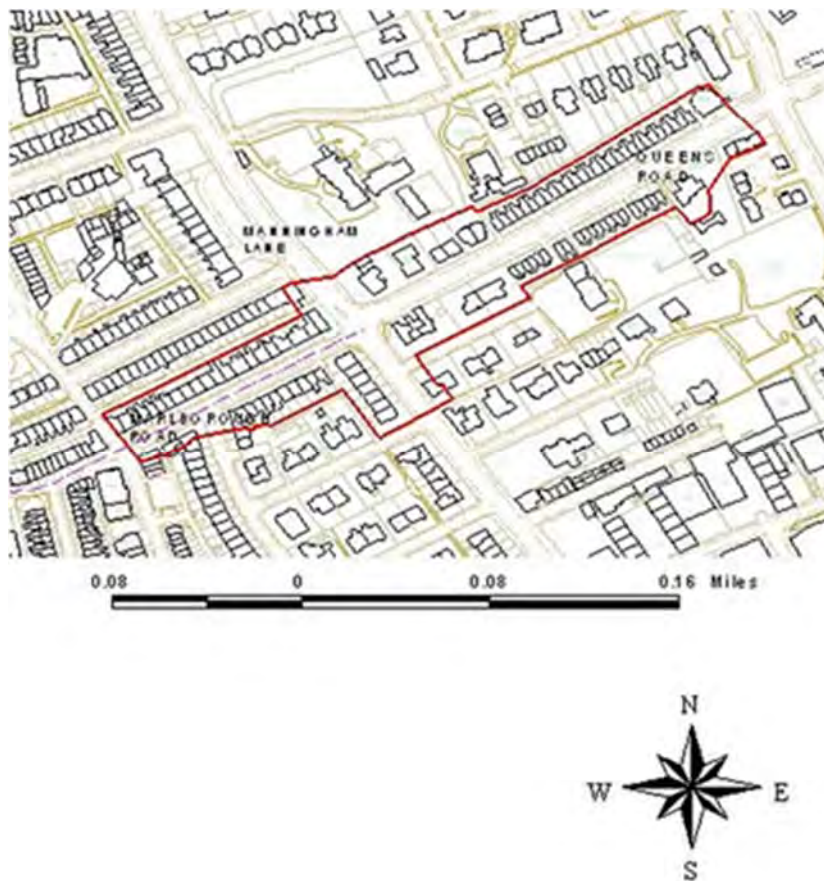 QUEENS
ROAD
MANNINGHAM
LANE
MARLBOROUGH
ROAD
0.08 0 0.08 0.16 Miles
N
W E
S